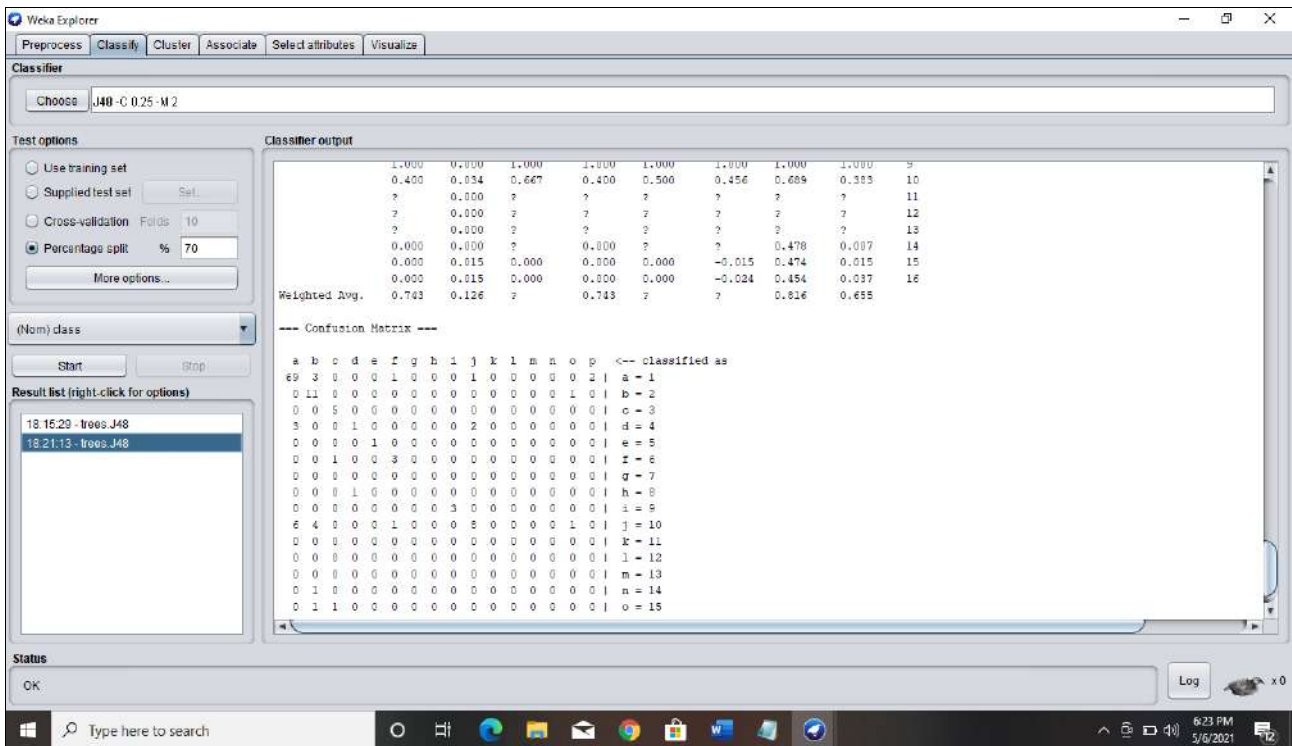 Weka Explorer
Preprocess Classify Cluster Associate Select attributes Visualize
Classifier
Choose J48 -C 0.25 -M 2
Test options
Use training set
Supplied test set Set...
Cross-validation Folds 10
Percentage split % 70
More options...
(Nom) class
Start Stop
Result list (right-click for options)
18:15:29 - trees.J48
18:21:13 - trees.J48
Classifier output
1.000 0.000 1.000 1.000 1.000 1.000 1.000 1.000 9
0.400 0.034 0.667 0.400 0.500 0.456 0.689 0.383 10
? 0.000 ? ? ? ? ? ? 11
? 0.000 ? ? ? ? ? ? 12
? 0.000 ? ? ? ? ? ? 13
0.000 0.000 ? 0.000 ? ? 0.478 0.007 14
0.000 0.015 0.000 0.000 0.000 -0.015 0.474 0.015 15
0.000 0.015 0.000 0.000 0.000 -0.024 0.454 0.037 16
Weighted Avg. 0.743 0.126 ? 0.743 ? ? 0.816 0.655
=== Confusion Matrix ===
a b c d e f g h i j k l m n o p <-- classified as
69 3 0 0 0 1 0 0 0 1 0 0 0 0 0 2 | a = 1
0 11 0 0 0 0 0 0 0 0 0 0 0 0 1 0 | b = 2
0 0 5 0 0 0 0 0 0 0 0 0 0 0 0 0 | c = 3
3 0 0 1 0 0 0 0 0 2 0 0 0 0 0 0 | d = 4
0 0 0 0 1 0 0 0 0 0 0 0 0 0 0 0 | e = 5
0 0 1 0 0 3 0 0 0 0 0 0 0 0 0 0 | f = 6
0 0 0 0 0 0 0 0 0 0 0 0 0 0 0 0 | g = 7
0 0 0 1 0 0 0 0 0 0 0 0 0 0 0 0 | h = 8
0 0 0 0 0 0 0 0 3 0 0 0 0 0 0 0 | i = 9
6 4 0 0 0 1 0 0 0 8 0 0 0 0 1 0 | j = 10
0 0 0 0 0 0 0 0 0 0 0 0 0 0 0 0 | k = 11
0 0 0 0 0 0 0 0 0 0 0 0 0 0 0 0 | l = 12
0 0 0 0 0 0 0 0 0 0 0 0 0 0 0 0 | m = 13
0 1 0 0 0 0 0 0 0 0 0 0 0 0 0 0 | n = 14
0 1 1 0 0 0 0 0 0 0 0 0 0 0 0 0 | o = 15
Status
OK
Log
x 0
Type here to search
6:23 PM
5/6/2021
12